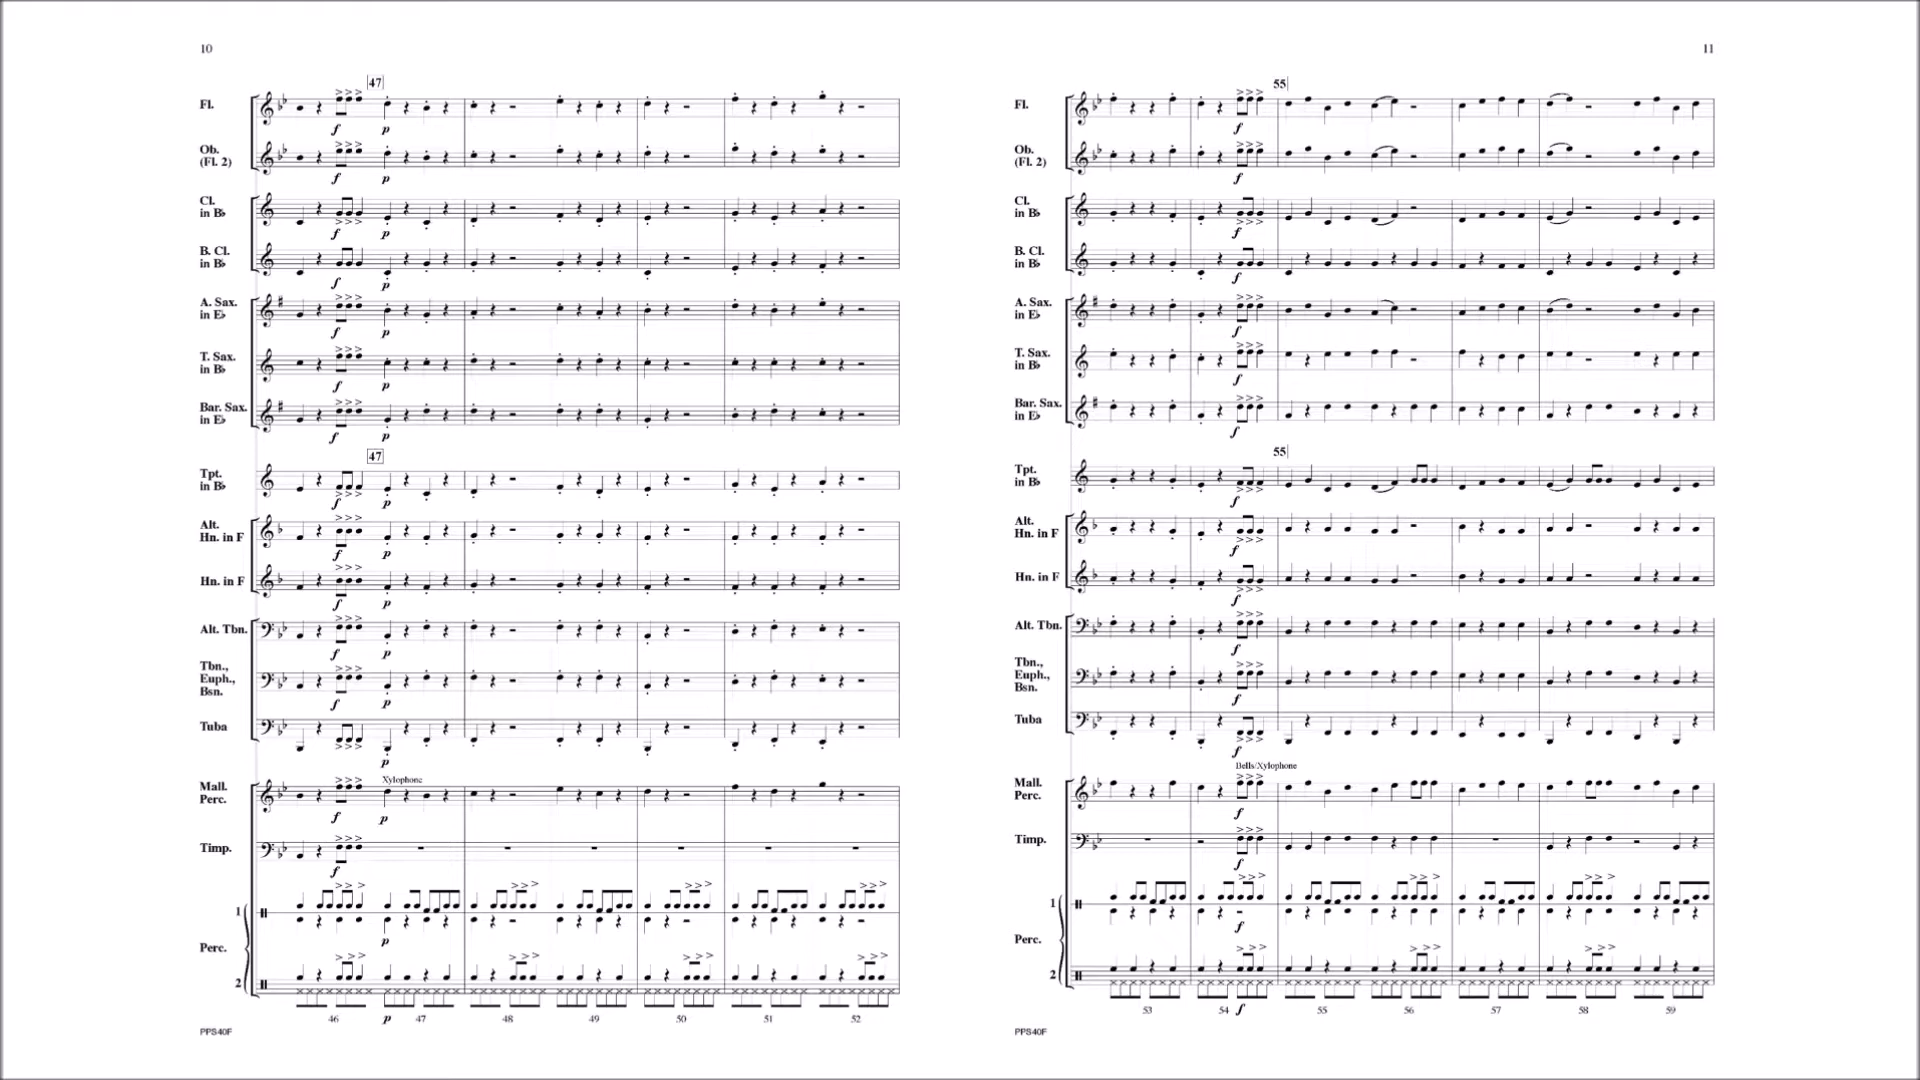 10
47
Fl.
f
p
Ob.
(Fl. 2)
f
p
Cl.
in B♭
f
p
B. Cl.
in B♭
f
p
A. Sax.
in E♭
f
p
T. Sax.
in B♭
f
p
Bar. Sax.
in E♭
f
p
47
Tpt.
in B♭
f
p
Alt.
Hn. in F
f
p
Hn. in F
f
p
Alt. Tbn.
f
p
Tbn.,
Euph.,
Bsn.
f
p
Tuba
p
Xylophone
Mall.
Perc.
f
p
Timp.
f
1
p
Perc.
2
p
46 47 48 49 50 51 52
PPS40F
11
55
Fl.
f
Ob.
(Fl. 2)
f
Cl.
in B♭
f
B. Cl.
in B♭
f
A. Sax.
in E♭
f
T. Sax.
in B♭
f
Bar. Sax.
in E♭
f
55
Tpt.
in B♭
f
Alt.
Hn. in F
f
Hn. in F
f
Alt. Tbn.
f
Tbn.,
Euph.,
Bsn.
f
Tuba
f
Bells/Xylophone
Mall.
Perc.
f
Timp.
f
1
f
Perc.
2
f
53 54 55 56 57 58 59
PPS40F